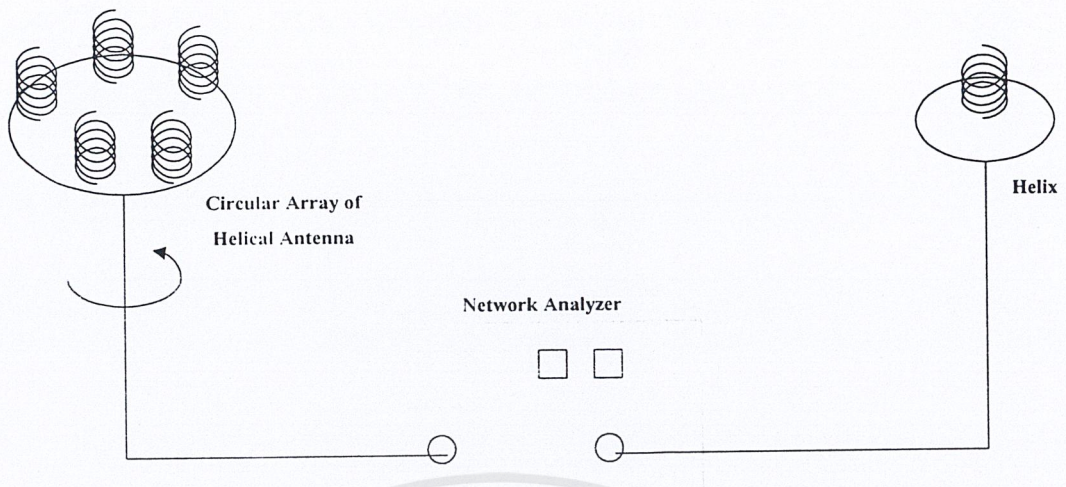 Circular Array of
Helical Antenna
Helix
Network Analyzer